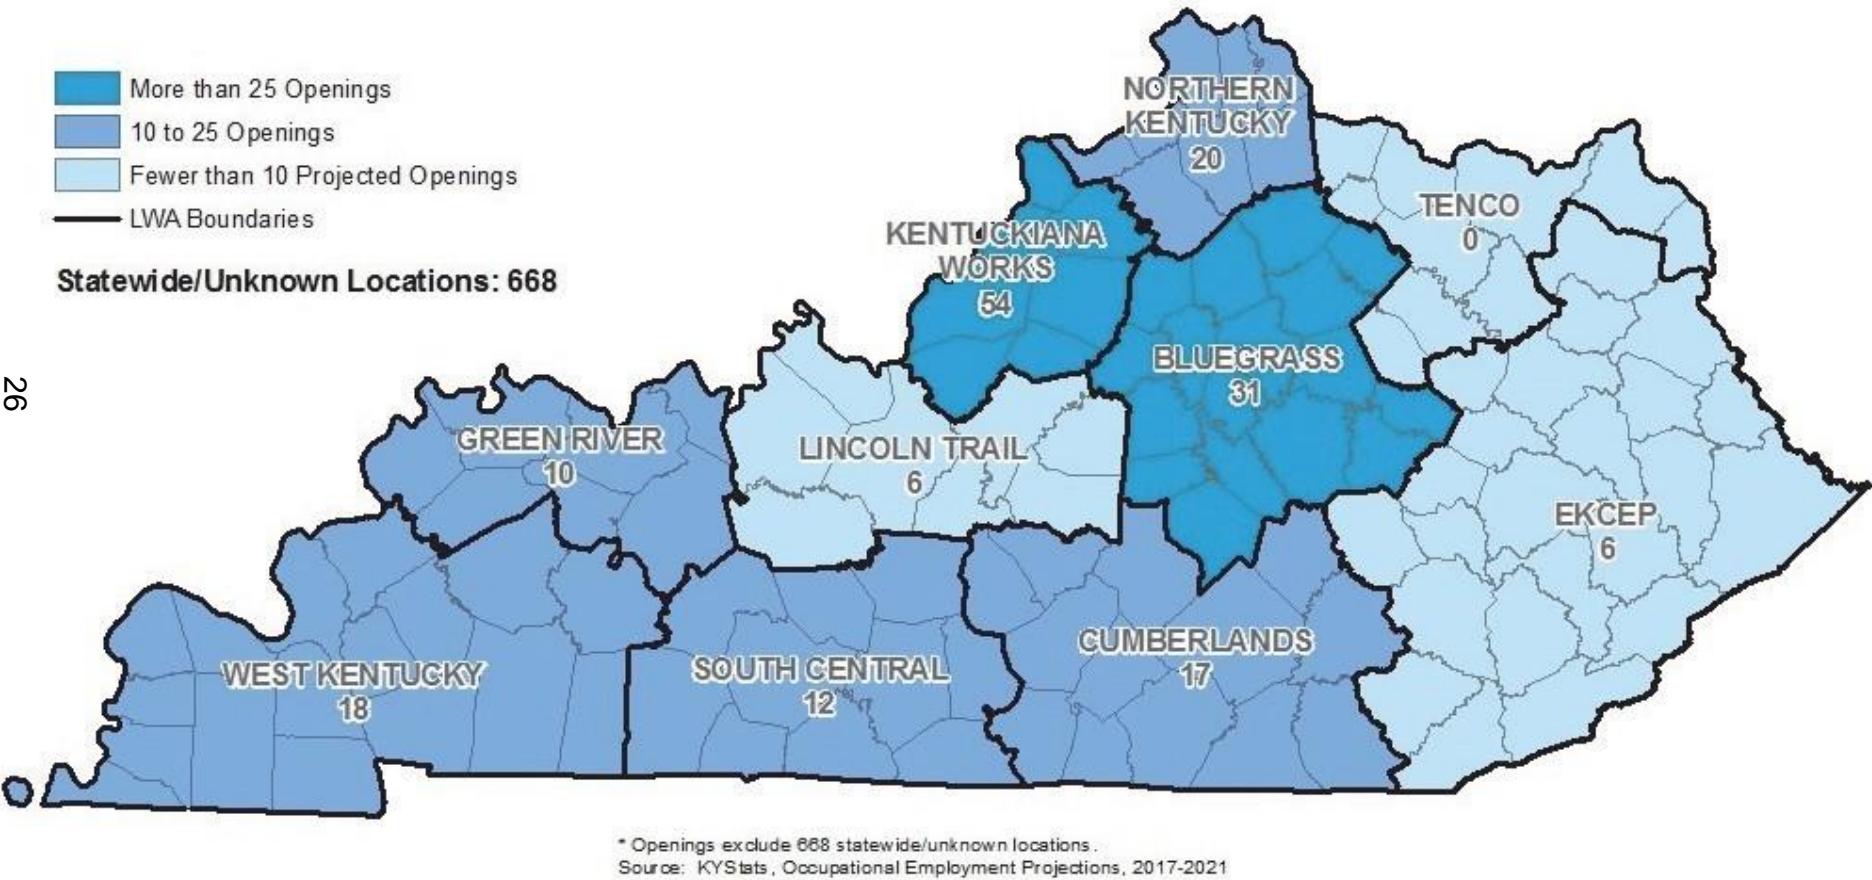 More than 25 Openings
10 to 25 Openings
Fewer than 10 Projected Openings
LWA Boundaries
Statewide/Unknown Locations: 668
NORTHERN
KENTUCKY
20
TENCO
0
KENTUCKIANA
WORKS
54
BLUEGRASS
31
GREEN RIVER
10
LINCOLN TRAIL
6
EKCEP
6
WEST KENTUCKY
18
SOUTH CENTRAL
12
CUMBERLANDS
17
26
* Openings exclude 668 statewide/unknown locations.
Source: KYStats, Occupational Employment Projections, 2017-2021